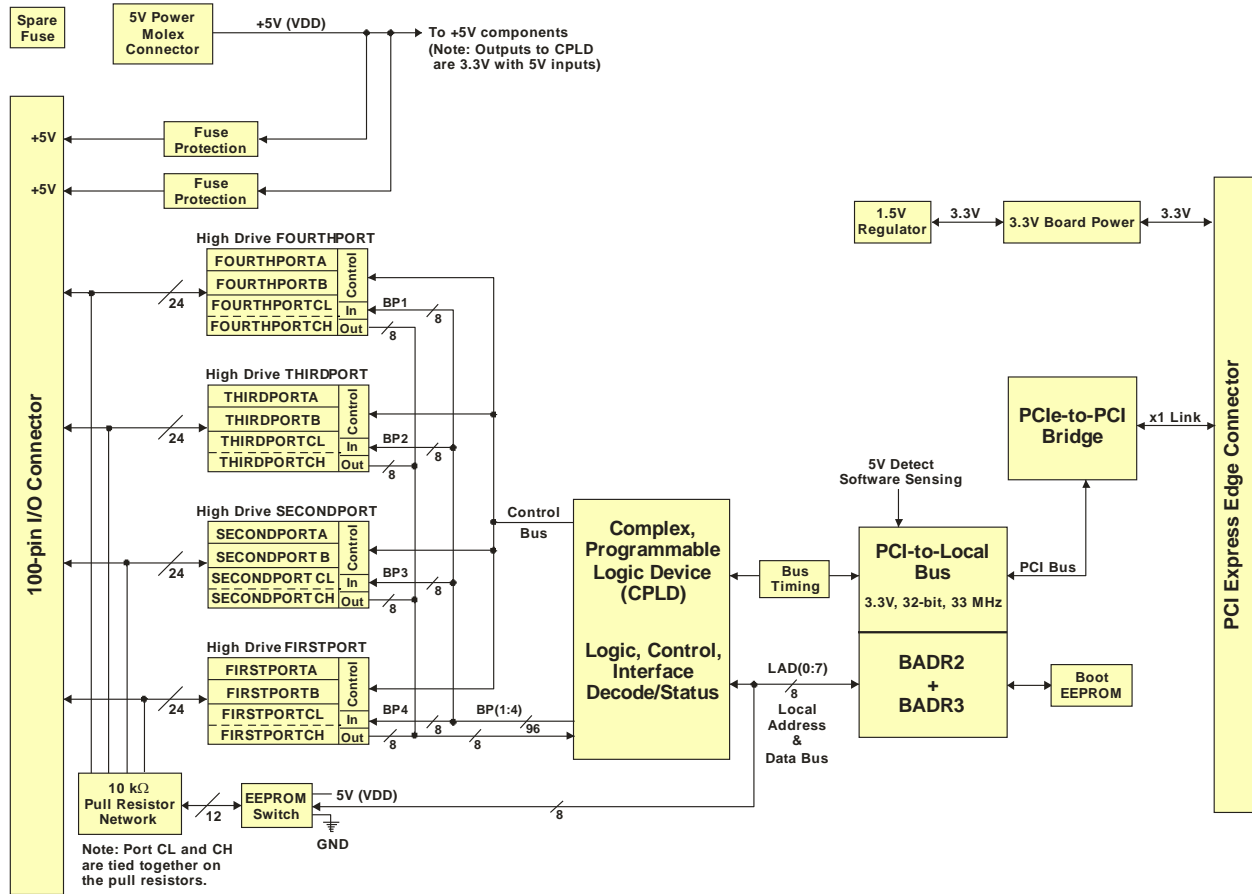 Spare
Fuse
5V Power
Molex
Connector
+5V (VDD)
To +5V components
(Note: Outputs to CPLD
are 3.3V with 5V inputs)
100-pin I/O Connector
+5V
Fuse
Protection
+5V
Fuse
Protection
High Drive FOURTHPORT
FOURTHPORTA
FOURTHPORTB
FOURTHPORTCL
FOURTHPORTCH
Control
In
Out
24
BP1
8
8
High Drive THIRDPORT
THIRDPORTA
THIRDPORTB
THIRDPORTCL
THIRDPORTCH
Control
In
Out
24
BP2
8
8
High Drive SECONDPORT
SECONDPORTA
SECONDPORT B
SECONDPORT CL
SECONDPORT CH
Control
In
Out
24
BP3
8
8
High Drive FIRSTPORT
FIRSTPORTA
FIRSTPORTB
FIRSTPORTCL
FIRSTPORTCH
Control
In
Out
24
BP4
8
8
BP(1:4)
96
8
Control
Bus
10 kΩ
Pull Resistor
Network
12
EEPROM
Switch
5V (VDD)
GND
8
Note: Port CL and CH
are tied together on
the pull resistors.
Complex,
Programmable
Logic Device
(CPLD)
Logic, Control,
Interface
Decode/Status
Bus
Timing
LAD(0:7)
8
Local
Address
&
Data Bus
5V Detect
Software Sensing
PCI-to-Local
Bus
3.3V, 32-bit, 33 MHz
BADR2
+
BADR3
Boot
EEPROM
PCI Bus
PCIe-to-PCI
Bridge
x1 Link
1.5V
Regulator
3.3V
3.3V Board Power
3.3V
PCI Express Edge Connector